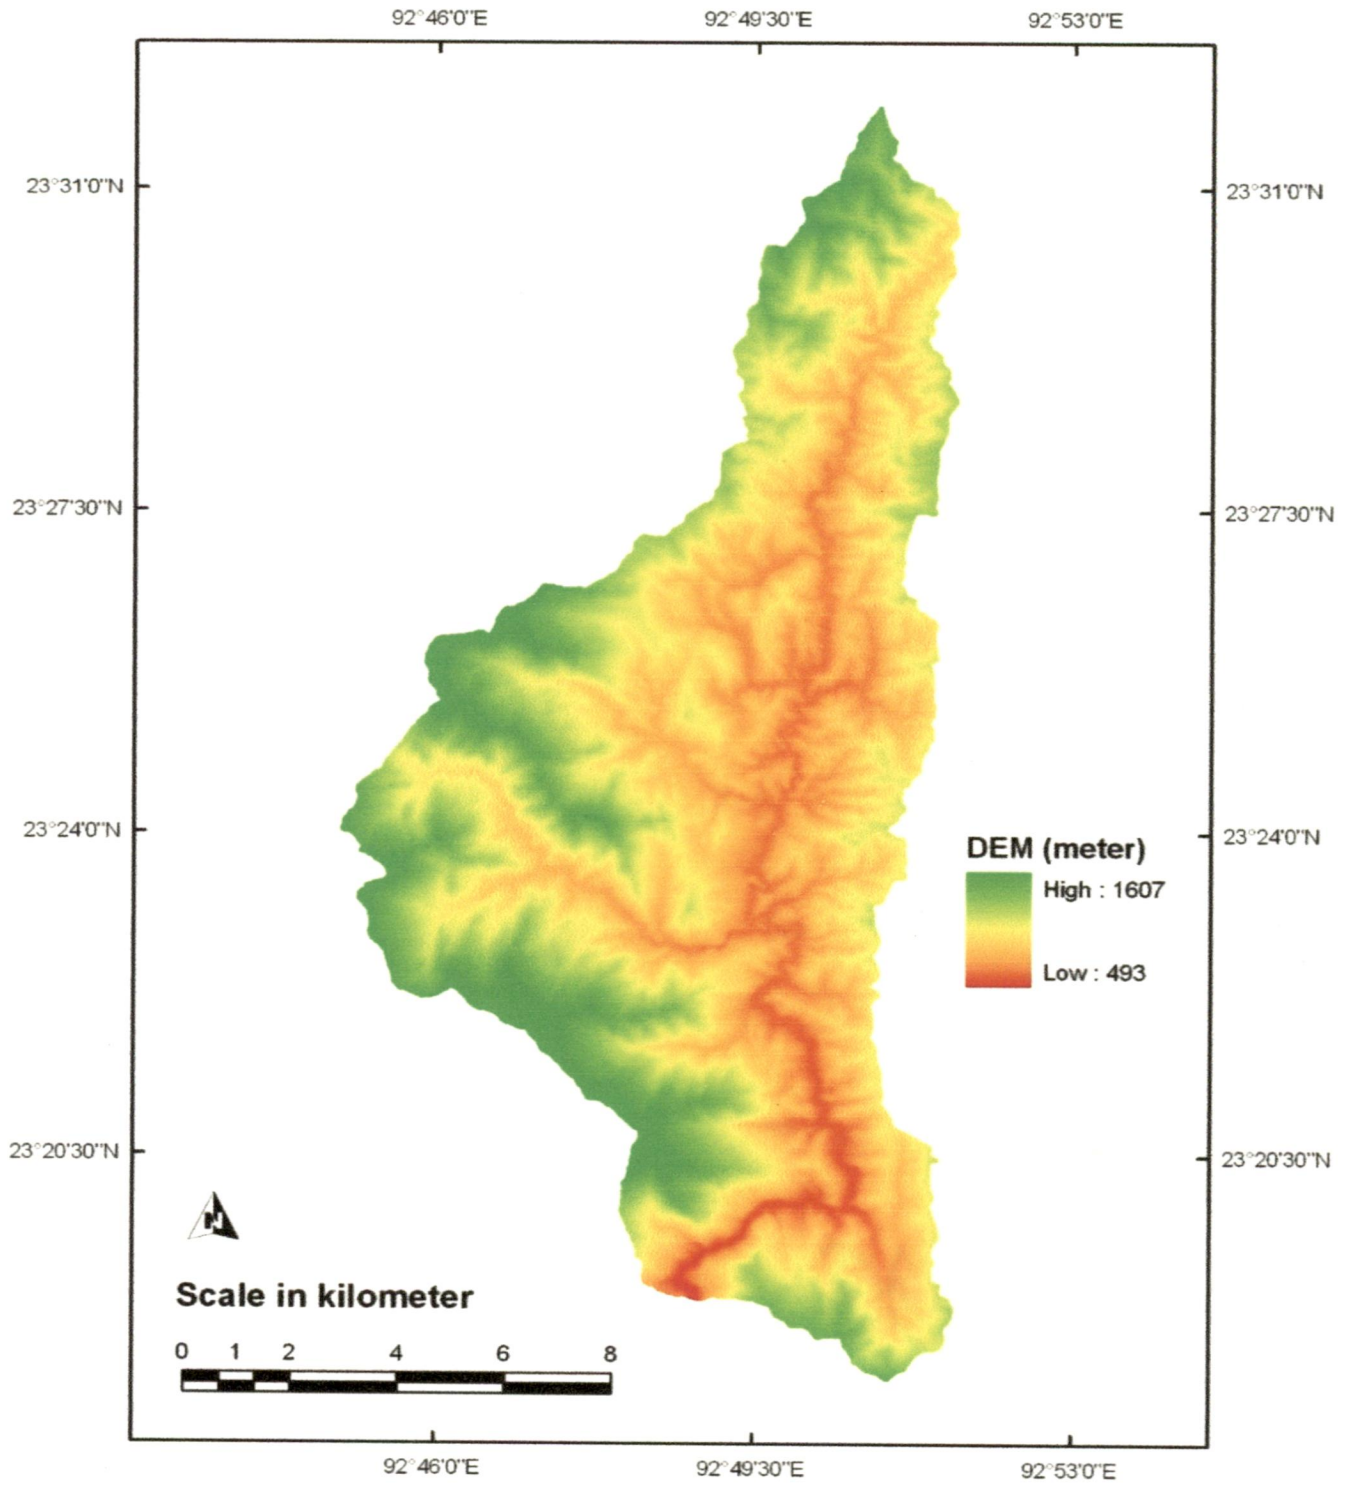 92°46'0"E 92°49'30"E 92°53'0"E
23°31'0"N 23°31'0"N
23°27'30"N 23°27'30"N
23°24'0"N 23°24'0"N
DEM (meter)
High : 1607
Low : 493
23°20'30"N 23°20'30"N
N
Scale in kilometer
0 1 2 4 6 8
92°46'0"E 92°49'30"E 92°53'0"E